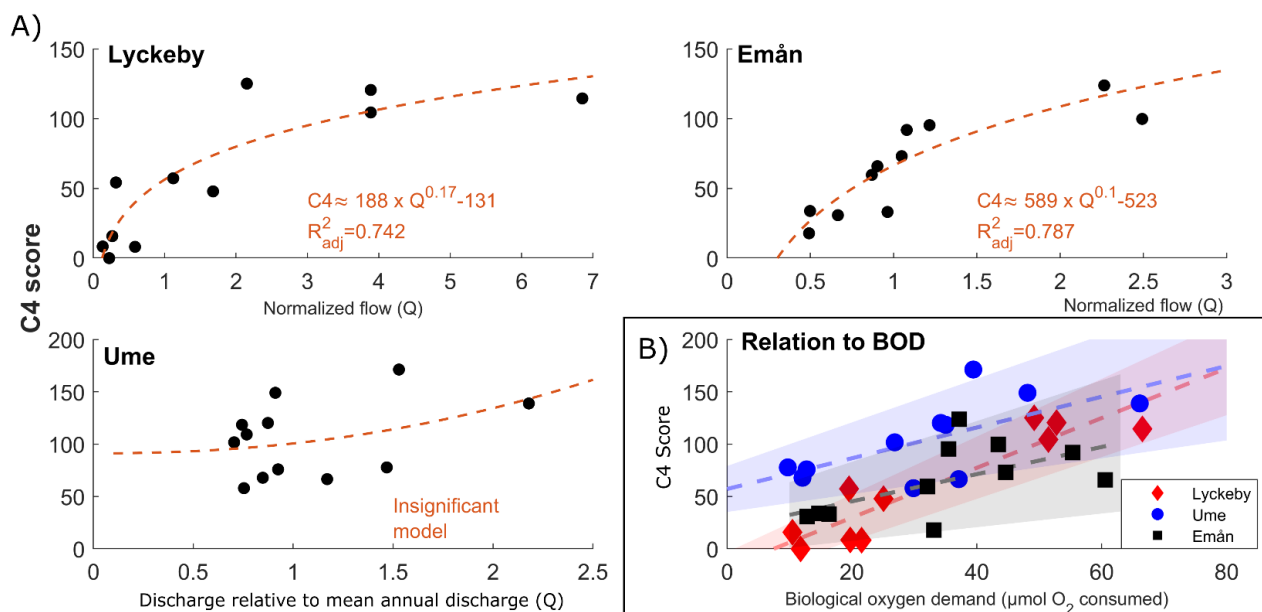 A)
Lyckeby
C4 score
150
100
50
0
C4≈ 188 x Q^0.17-131
R²adj=0.742
0 1 2 3 4 5 6 7
Normalized flow (Q)
Emån
150
100
50
0
C4≈ 589 x Q^0.1-523
R²adj=0.787
0 0.5 1 1.5 2 2.5 3
Normalized flow (Q)
Ume
200
150
100
50
0
Insignificant
model
0 0.5 1 1.5 2 2.5
Discharge relative to mean annual discharge (Q)
B)
Relation to BOD
C4 Score
200
150
100
50
0
Lyckeby
Ume
Emån
0 20 40 60 80
Biological oxygen demand (µmol O₂ consumed)